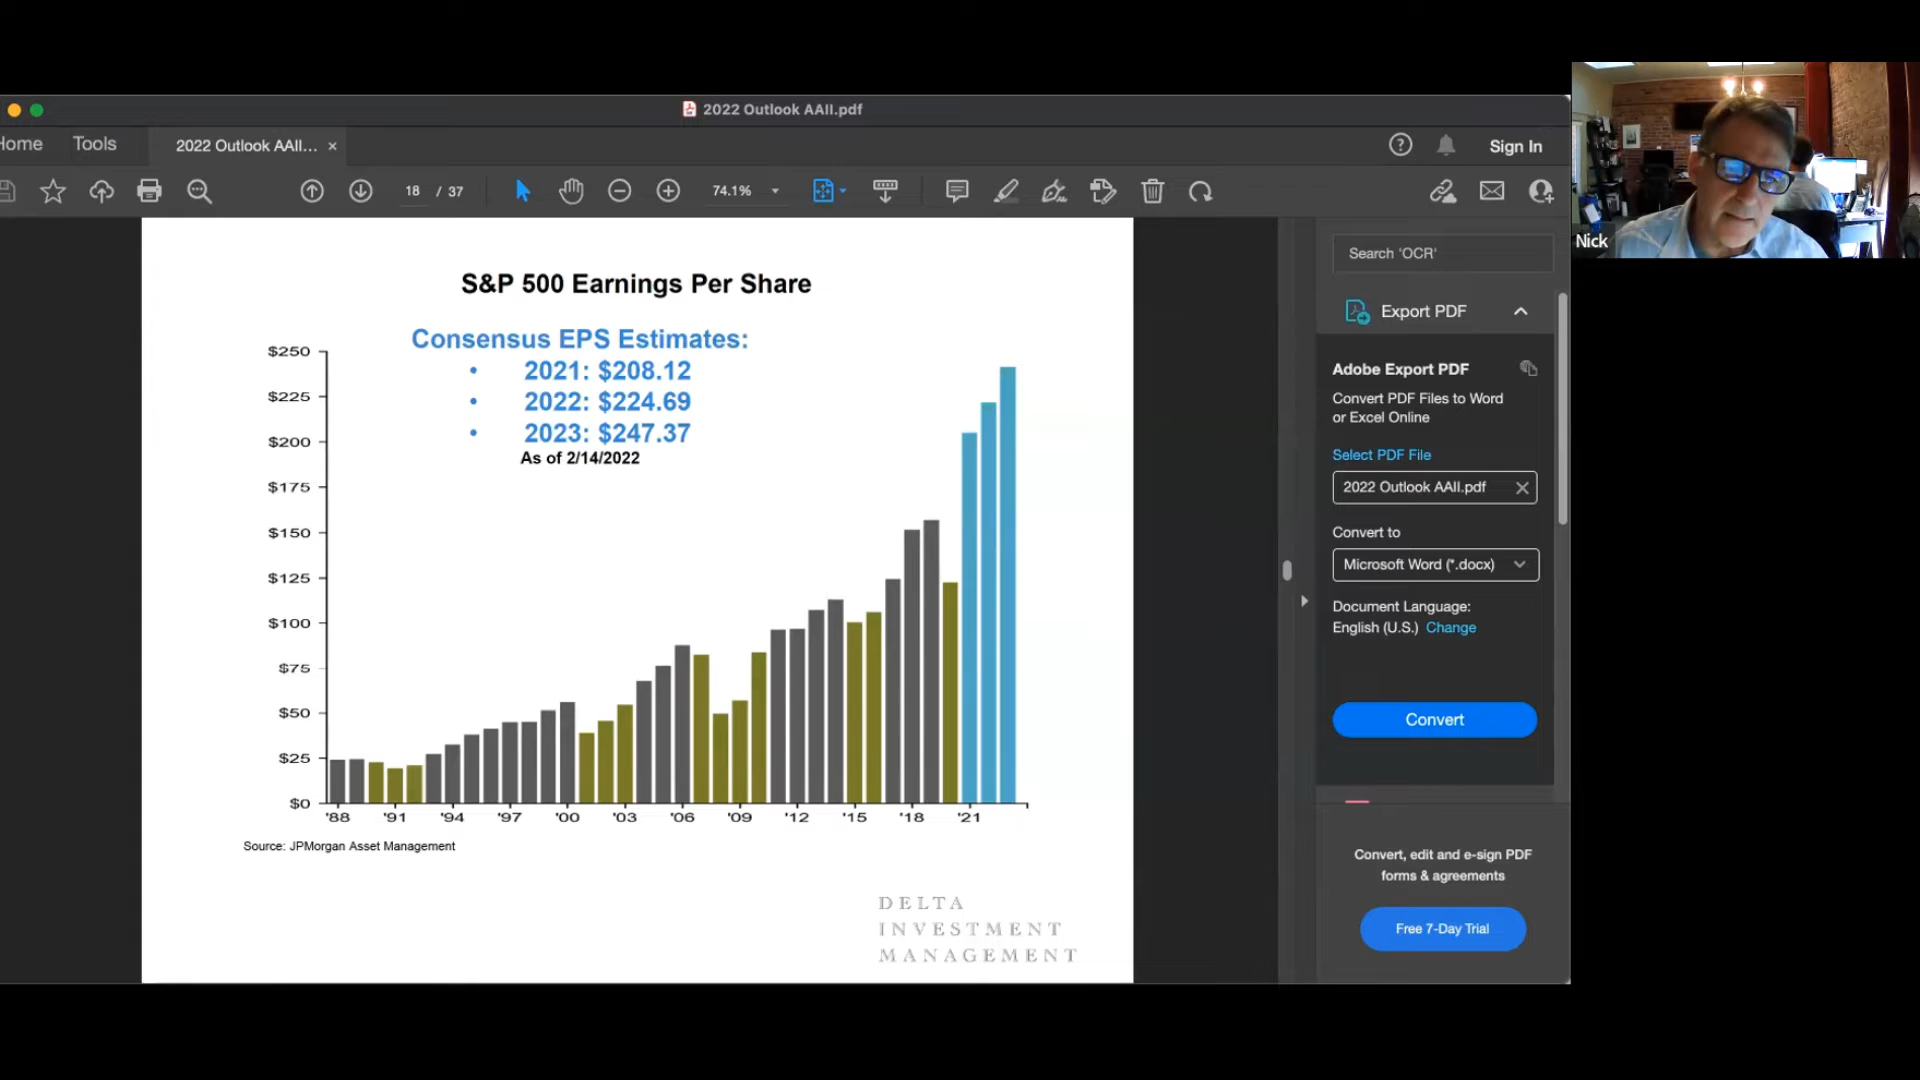 2022 Outlook AAII.pdf
Home
Tools
2022 Outlook AAII... ×
Sign In
18 / 37
74.1%
Nick
S&P 500 Earnings Per Share
Consensus EPS Estimates:
• 2021: $208.12
• 2022: $224.69
• 2023: $247.37
As of 2/14/2022
$250
$225
$200
$175
$150
$125
$100
$75
$50
$25
$0
'88 '91 '94 '97 '00 '03 '06 '09 '12 '15 '18 '21
Source: JPMorgan Asset Management
DELTA
INVESTMENT
MANAGEMENT
Search 'OCR'
Export PDF
Adobe Export PDF
Convert PDF Files to Word
or Excel Online
Select PDF File
2022 Outlook AAII.pdf
Convert to
Microsoft Word (*.docx)
Document Language:
English (U.S.) Change
Convert
Convert, edit and e-sign PDF
forms & agreements
Free 7-Day Trial